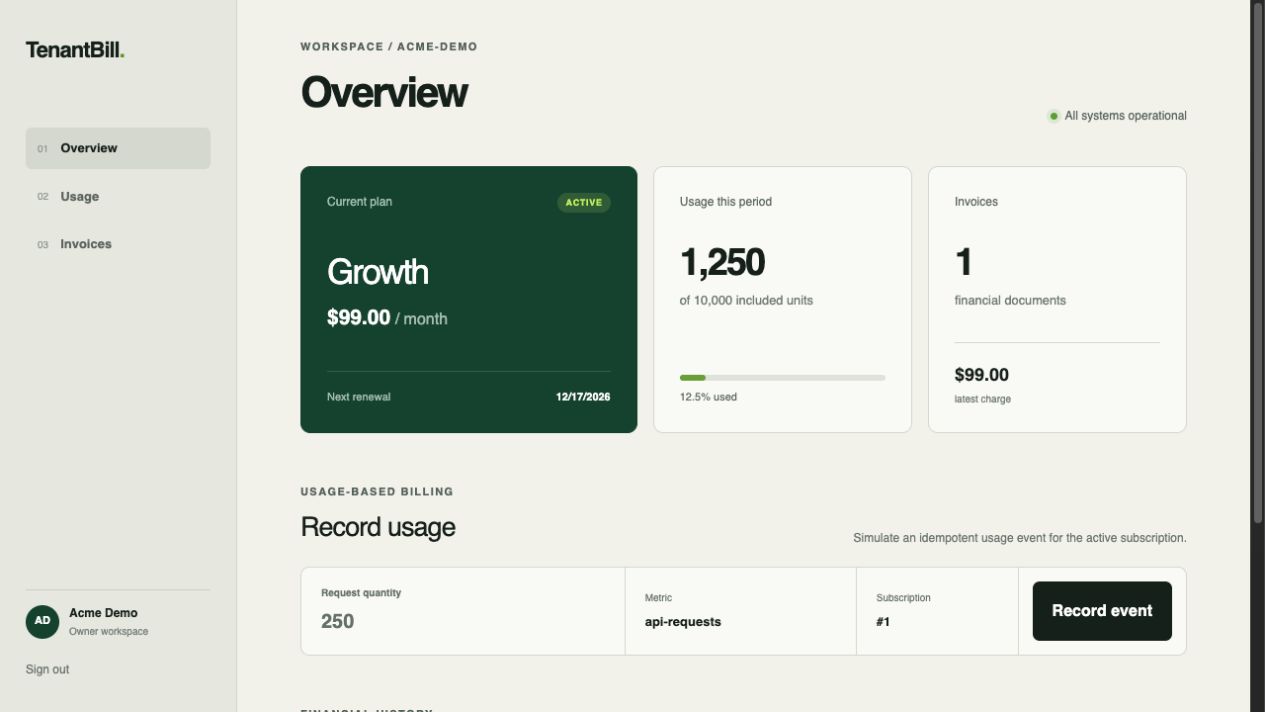 TenantBill.
01 Overview
02 Usage
03 Invoices
AD
Acme Demo
Owner workspace
Sign out
WORKSPACE / ACME-DEMO
Overview
All systems operational
Current plan
ACTIVE
Growth
$99.00 / month
Next renewal
12/17/2026
Usage this period
1,250
of 10,000 included units
12.5% used
Invoices
1
financial documents
$99.00
latest charge
USAGE-BASED BILLING
Record usage
Simulate an idempotent usage event for the active subscription.
Request quantity
250
Metric
api-requests
Subscription
#1
Record event
FINANCIAL HISTORY